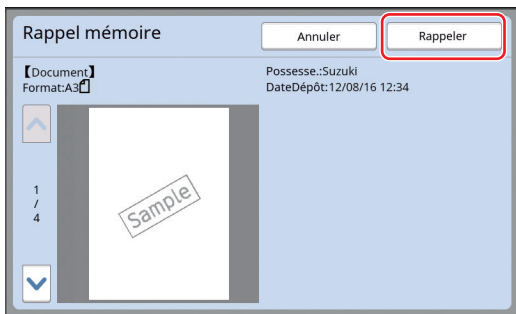 Rappel mémoire
Annuler
Rappeler
【Document】
Format:A3
Possesse.:Suzuki
DateDépôt:12/08/16 12:34
1
/
4
Sample